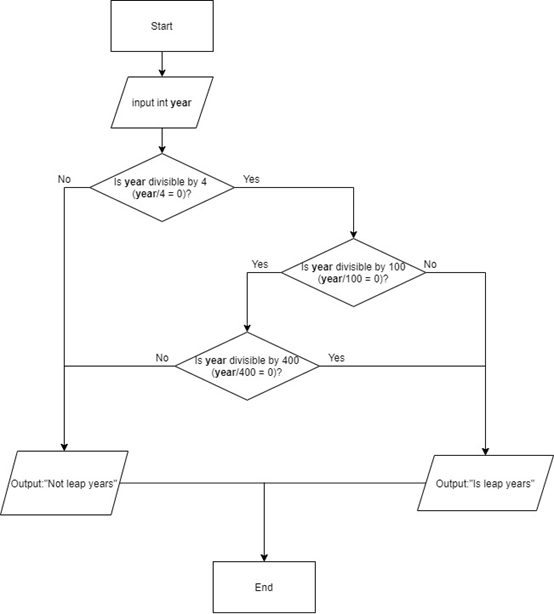 Start
input int year
No
Is year divisible by 4
(year/4 = 0)?
Yes
Yes
Is year divisible by 100
(year/100 = 0)?
No
No
Is year divisible by 400
(year/400 = 0)?
Yes
Output:"Not leap years"
Output:"Is leap years"
End